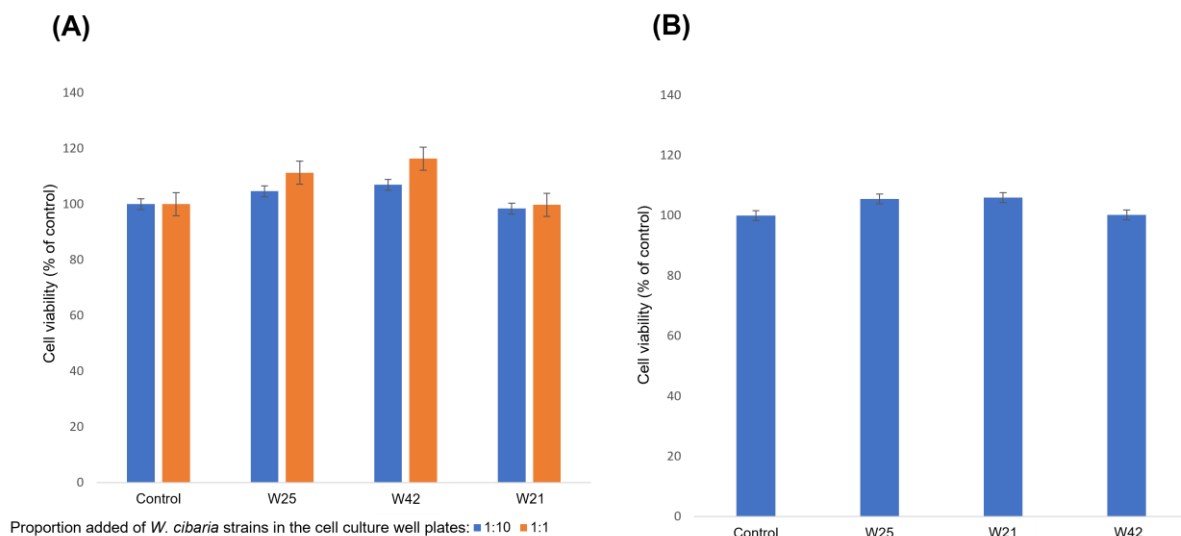 (A)
Cell viability (% of control)
140
120
100
80
60
40
20
0
Control W25 W42 W21
Proportion added of W. cibaria strains in the cell culture well plates: 1:10 1:1
(B)
Cell viability (% of control)
140
120
100
80
60
40
20
0
Control W25 W21 W42